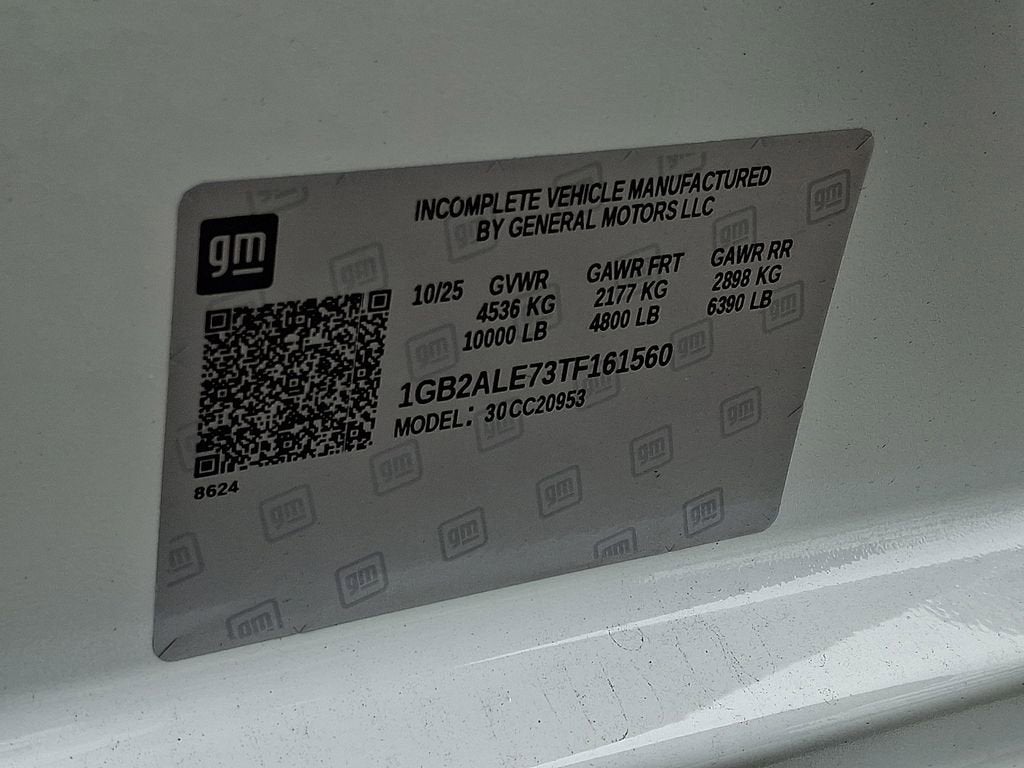 gm
INCOMPLETE VEHICLE MANUFACTURED
BY GENERAL MOTORS LLC
10/25 GVWR GAWR FRT GAWR RR
4536 KG 2177 KG 2898 KG
10000 LB 4800 LB 6390 LB
1GB2ALE73TF161560
MODEL: 30CC20953
8624